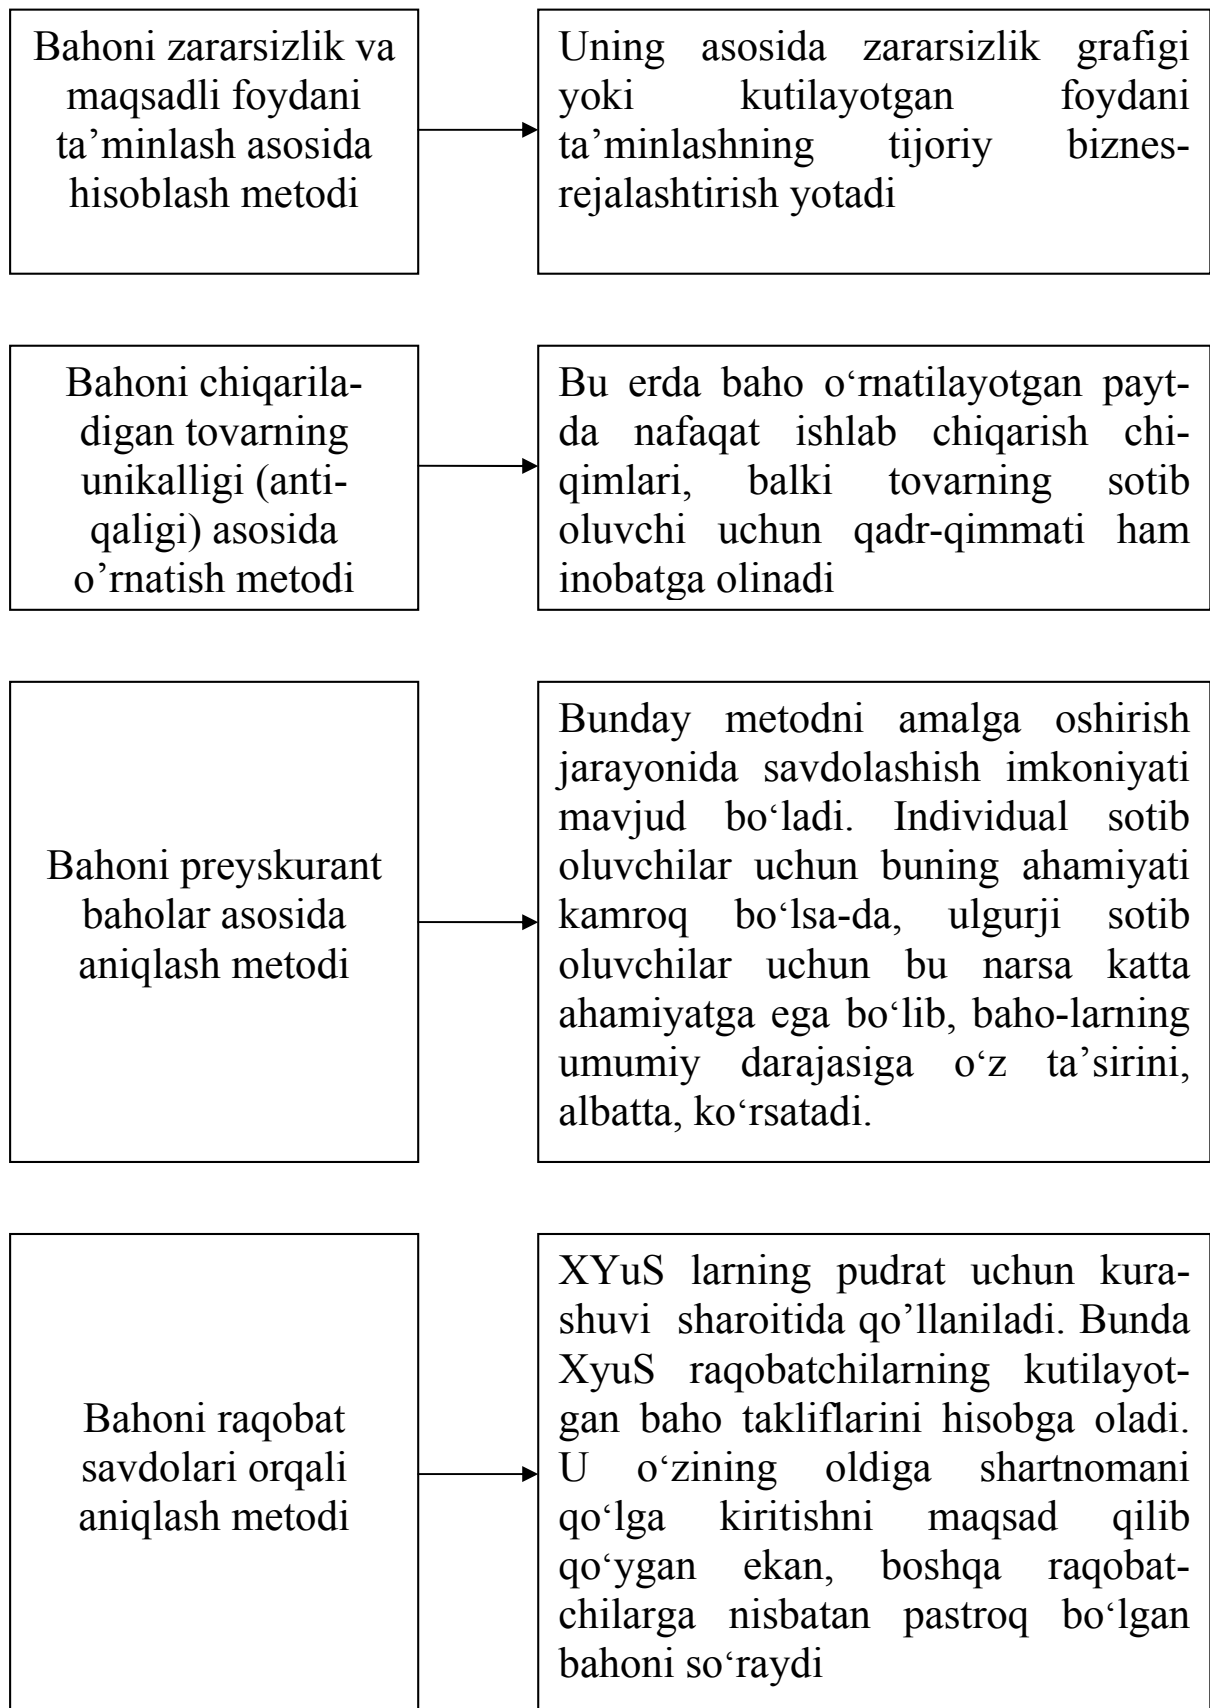 Bahoni zararsizlik va
maqsadli foydani
ta’minlash asosida
hisoblash metodi
Uning asosida zararsizlik grafigi
yoki kutilayotgan foydani
ta’minlashning tijoriy biznes-
rejalashtirish yotadi
Bahoni chiqarila-
digan tovarning
unikalligi (anti-
qaligi) asosida
o’rnatish metodi
Bu erda baho o‘rnatilayotgan payt-
da nafaqat ishlab chiqarish chi-
qimlari, balki tovarning sotib
oluvchi uchun qadr-qimmati ham
inobatga olinadi
Bahoni preyskurant
baholar asosida
aniqlash metodi
Bunday metodni amalga oshirish
jarayonida savdolashish imkoniyati
mavjud bo‘ladi. Individual sotib
oluvchilar uchun buning ahamiyati
kamroq bo‘lsa-da, ulgurji sotib
oluvchilar uchun bu narsa katta
ahamiyatga ega bo‘lib, baho-larning
umumiy darajasiga o‘z ta’sirini,
albatta, ko‘rsatadi.
Bahoni raqobat
savdolari orqali
aniqlash metodi
XYuS larning pudrat uchun kura-
shuvi sharoitida qo’llaniladi. Bunda
XyuS raqobatchilarning kutilayot-
gan baho takliflarini hisobga oladi.
U o‘zining oldiga shartnomani
qo‘lga kiritishni maqsad qilib
qo‘ygan ekan, boshqa raqobat-
chilarga nisbatan pastroq bo‘lgan
bahoni so‘raydi